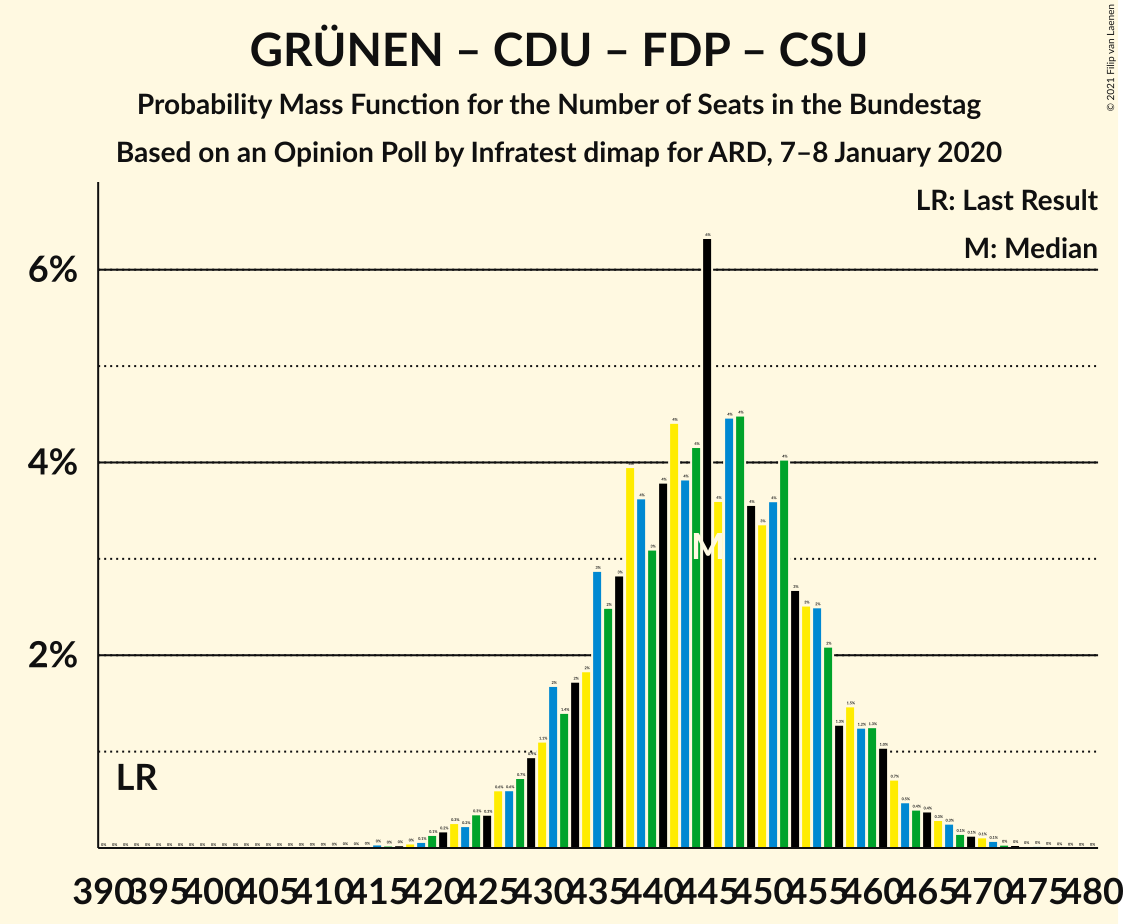 GRÜNEN – CDU – FDP – CSU
Probability Mass Function for the Number of Seats in the Bundestag
Based on an Opinion Poll by Infratest dimap for ARD, 7–8 January 2020
© 2021 Filip van Laenen
LR: Last Result
M: Median
6%
4%
2%
LR
M
390 395 400 405 410 415 420 425 430 435 440 445 450 455 460 465 470 475 480